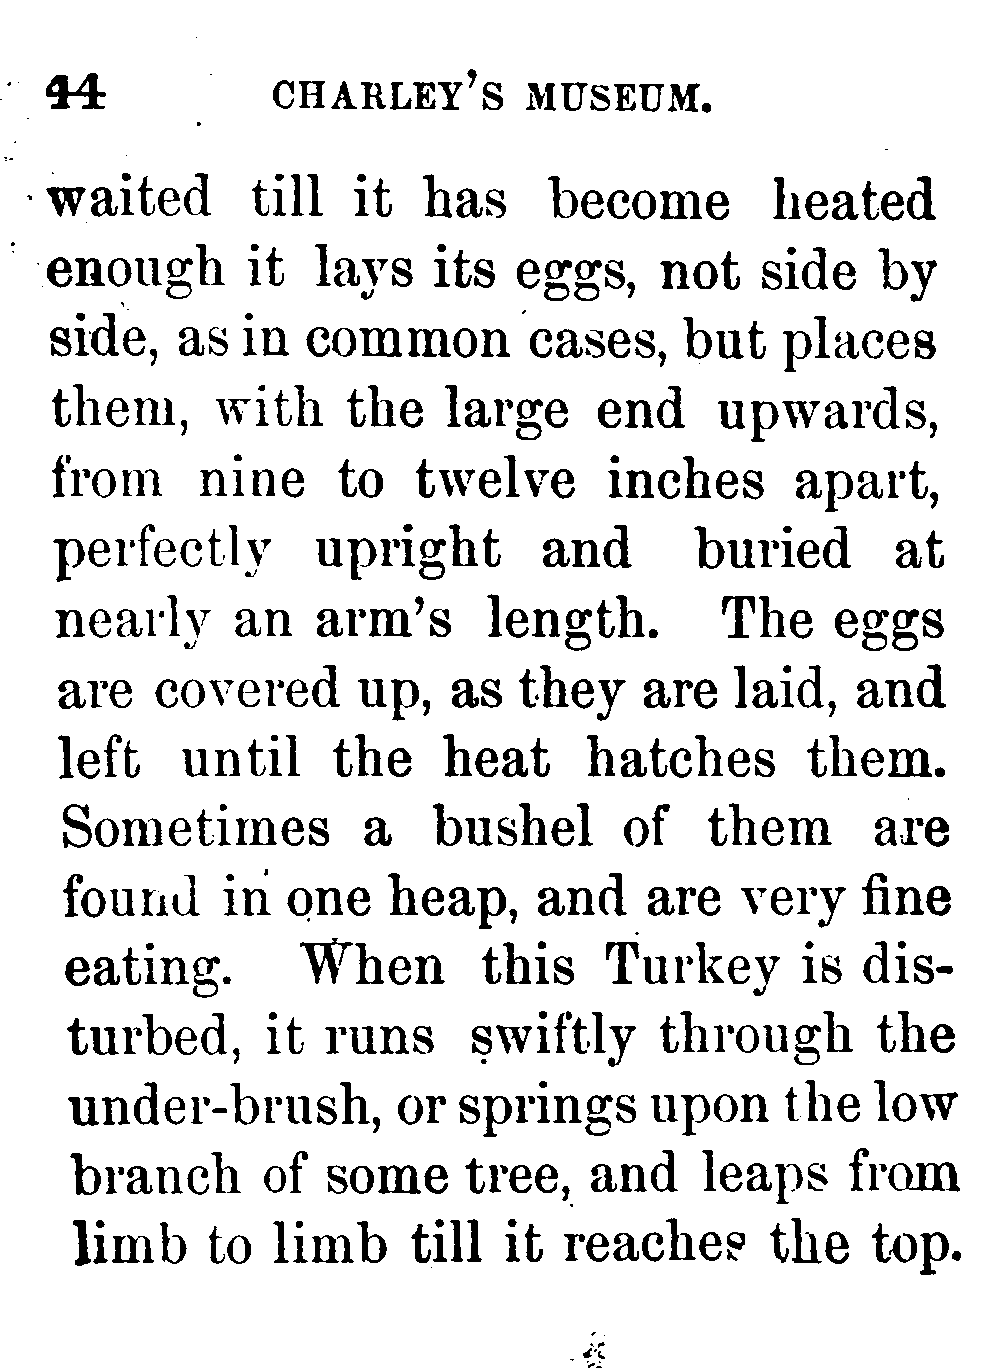 44 CHARLEY'S MUSEUM.
waited till it has become heated
enough it lays its eggs, not side by
side, as in common cases, but places
them, with the large end upwards,
from nine to twelve inches apart,
perfectly upright and buried at
nearly an arm's length. The eggs
are covered up, as they are laid, and
left until the heat hatches them.
Sometimes a bushel of them are
found in one heap, and are very fine
eating. When this Turkey is dis-
turbed, it runs swiftly through the
under-brush, or springs upon the low
branch of some tree, and leaps from
limb to limb till it reaches the top.